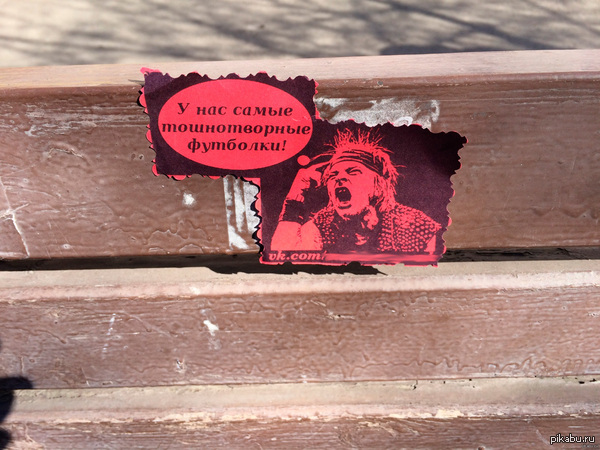 У нас самые
тошнотворные
футболки!
vk.com
pikabu.ru